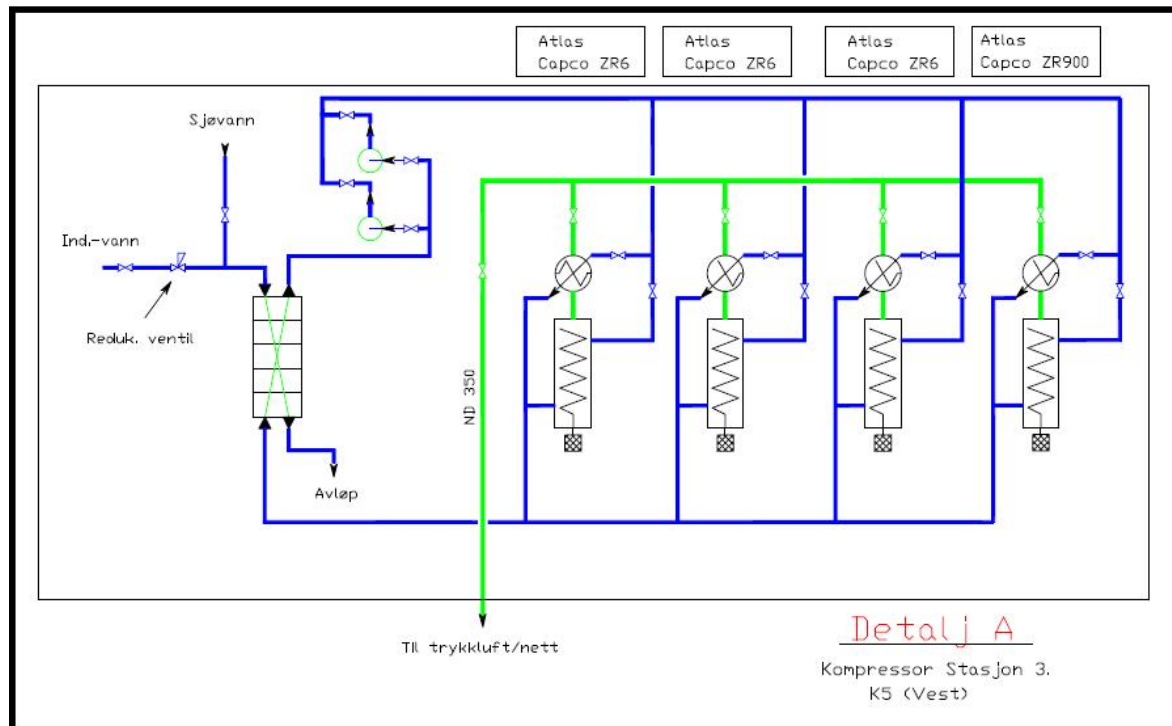 Atlas
Capco ZR6
Atlas
Capco ZR6
Atlas
Capco ZR6
Atlas
Capco ZR900
Sjøvann
Ind.-vann
Reduk. ventil
ND 350
Avløp
Til trykkluft/nett
Detalj A
Kompressor Stasjon 3.
K5 (Vest)